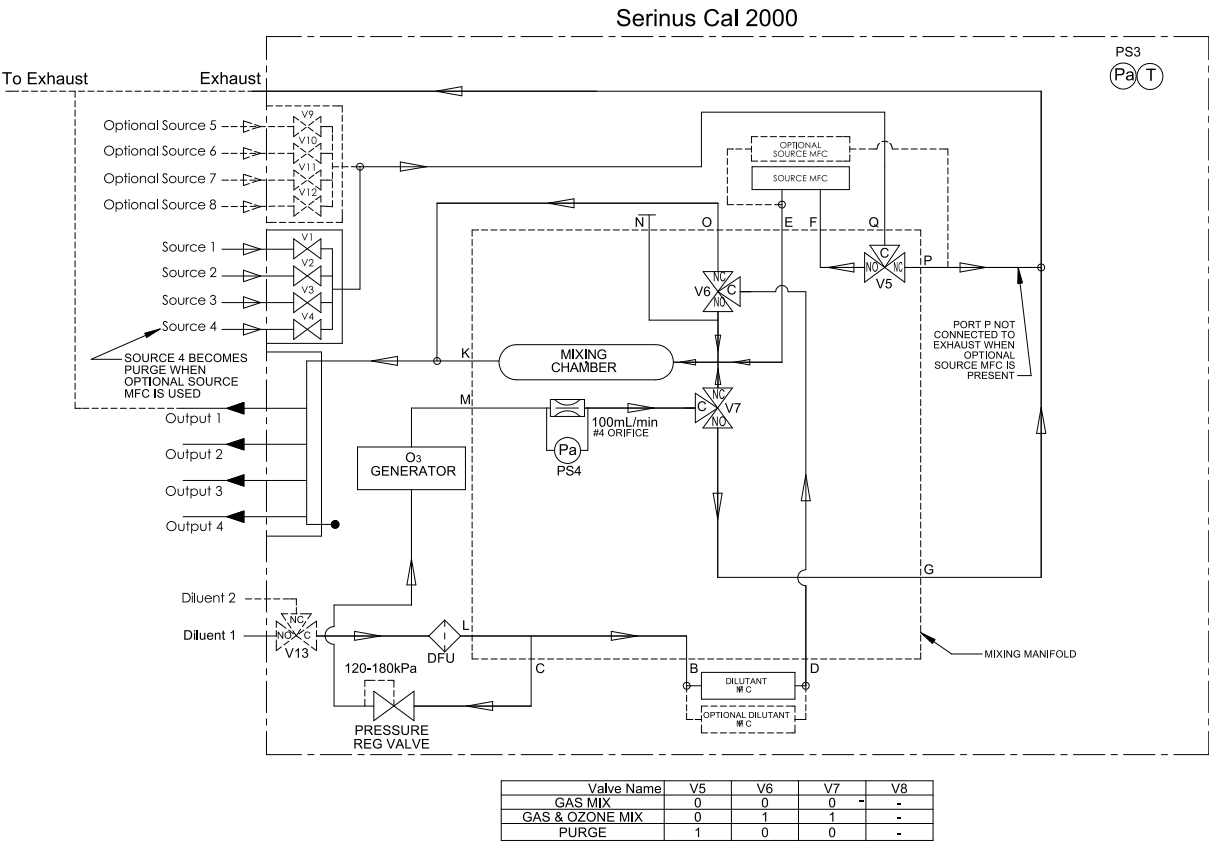 Serinus Cal 2000
PS3
Pa T
To Exhaust
Exhaust
Optional Source 5
Optional Source 6
Optional Source 7
Optional Source 8
V9
V10
V11
V12
Source 1
Source 2
Source 3
Source 4
V1
V2
V3
V4
SOURCE 4 BECOMES
PURGE WHEN
OPTIONAL SOURCE
MFC IS USED
OPTIONAL
SOURCE MFC
SOURCE MFC
N
O
E
F
Q
C
NO
NC
V5
P
NC
V6
C
NO
PORT P NOT
CONNECTED TO
EXHAUST WHEN
OPTIONAL
SOURCE MFC IS
PRESENT
K
MIXING
CHAMBER
M
NC
C
V7
NO
100mL/min
#4 ORIFICE
Pa
PS4
O3
GENERATOR
Output 1
Output 2
Output 3
Output 4
G
Diluent 2
Diluent 1
NC
NO
C
V13
DFU
L
C
B
D
MIXING MANIFOLD
120-180kPa
PRESSURE
REG VALVE
DILUTANT
OPTIONAL DILUTANT
Valve Name V5 V6 V7 V8
GAS MIX 0 0 0 - -
GAS & OZONE MIX 0 1 1 -
PURGE 1 0 0 -